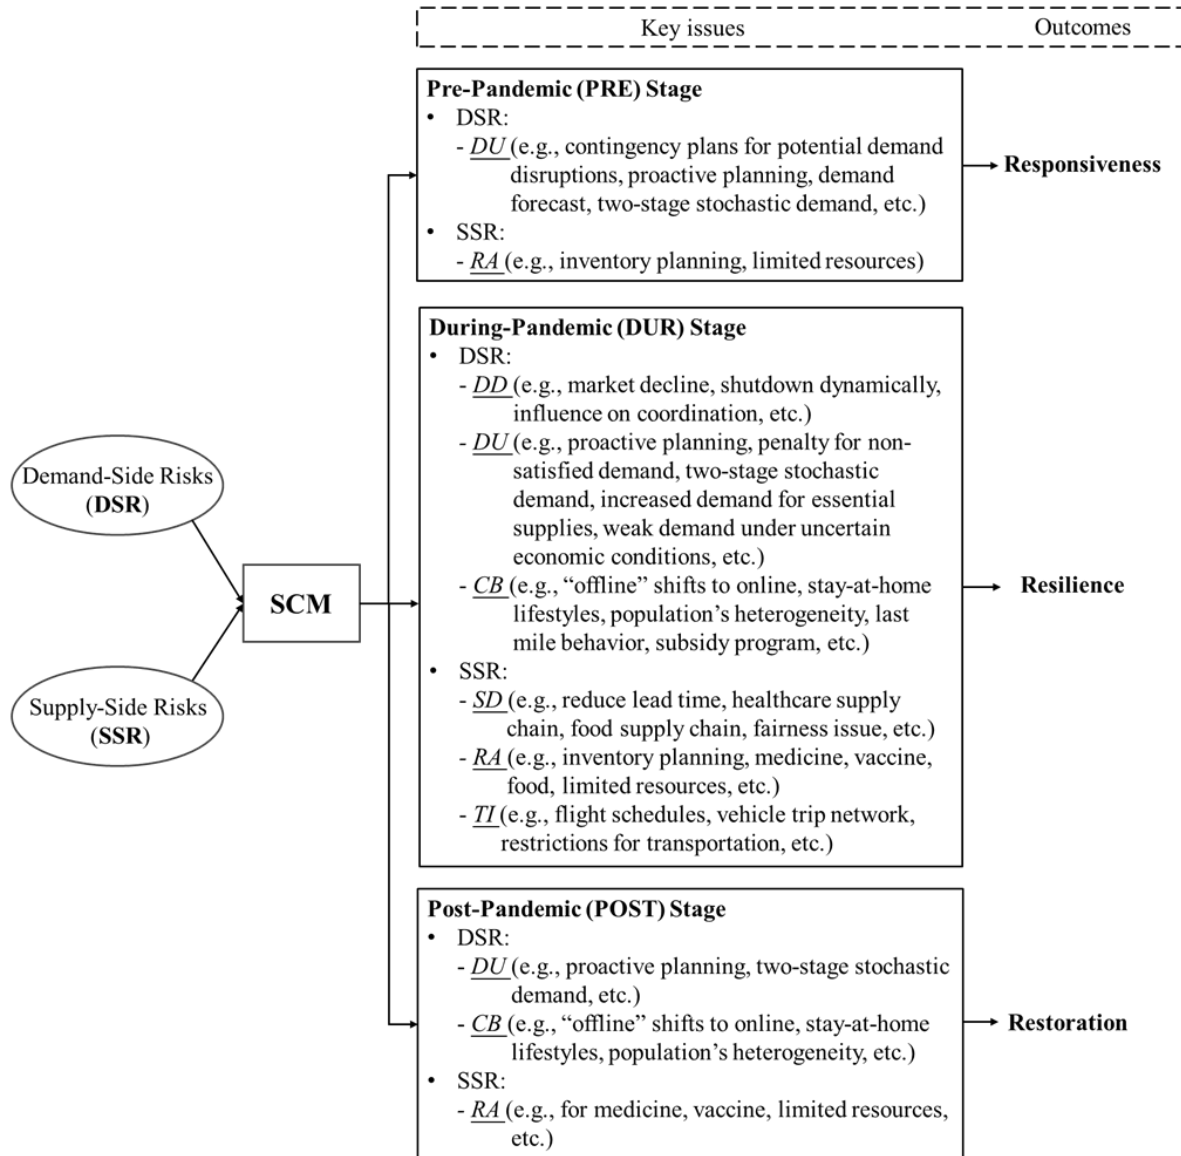 Key issues
Outcomes
Pre-Pandemic (PRE) Stage
• DSR:
- DU (e.g., contingency plans for potential demand
disruptions, proactive planning, demand
forecast, two-stage stochastic demand, etc.)
• SSR:
- RA (e.g., inventory planning, limited resources)
Responsiveness
During-Pandemic (DUR) Stage
• DSR:
- DD (e.g., market decline, shutdown dynamically,
influence on coordination, etc.)
- DU (e.g., proactive planning, penalty for non-
satisfied demand, two-stage stochastic
demand, increased demand for essential
supplies, weak demand under uncertain
economic conditions, etc.)
- CB (e.g., “offline” shifts to online, stay-at-home
lifestyles, population’s heterogeneity, last
mile behavior, subsidy program, etc.)
• SSR:
- SD (e.g., reduce lead time, healthcare supply
chain, food supply chain, fairness issue, etc.)
- RA (e.g., inventory planning, medicine, vaccine,
food, limited resources, etc.)
- TI (e.g., flight schedules, vehicle trip network,
restrictions for transportation, etc.)
Resilience
Demand-Side Risks
(DSR)
SCM
Supply-Side Risks
(SSR)
Post-Pandemic (POST) Stage
• DSR:
- DU (e.g., proactive planning, two-stage stochastic
demand, etc.)
- CB (e.g., “offline” shifts to online, stay-at-home
lifestyles, population’s heterogeneity, etc.)
• SSR:
- RA (e.g., for medicine, vaccine, limited resources,
etc.)
Restoration